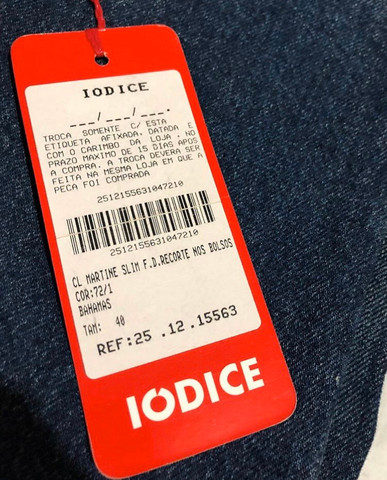 IODICE
___/___/___.
TROCA SOMENTE C/ ESTA
ETIQUETA AFIXADA, DATADA E
COM O CARIMBO DA LOJA , NO
PRAZO MAXIMO DE 15 DIAS APOS
A COMPRA. A TROCA DEVERA SER
FEITA NA MESMA LOJA EM QUE A
PECA FOI COMPRADA
2512155631047210
2512155631047210
CL MARTINE SLIM F.D.RECORTE NOS BOLSOS
COR:72/1
BAHAMAS
TAM: 40
REF:25 .12.15563
IÓDICE